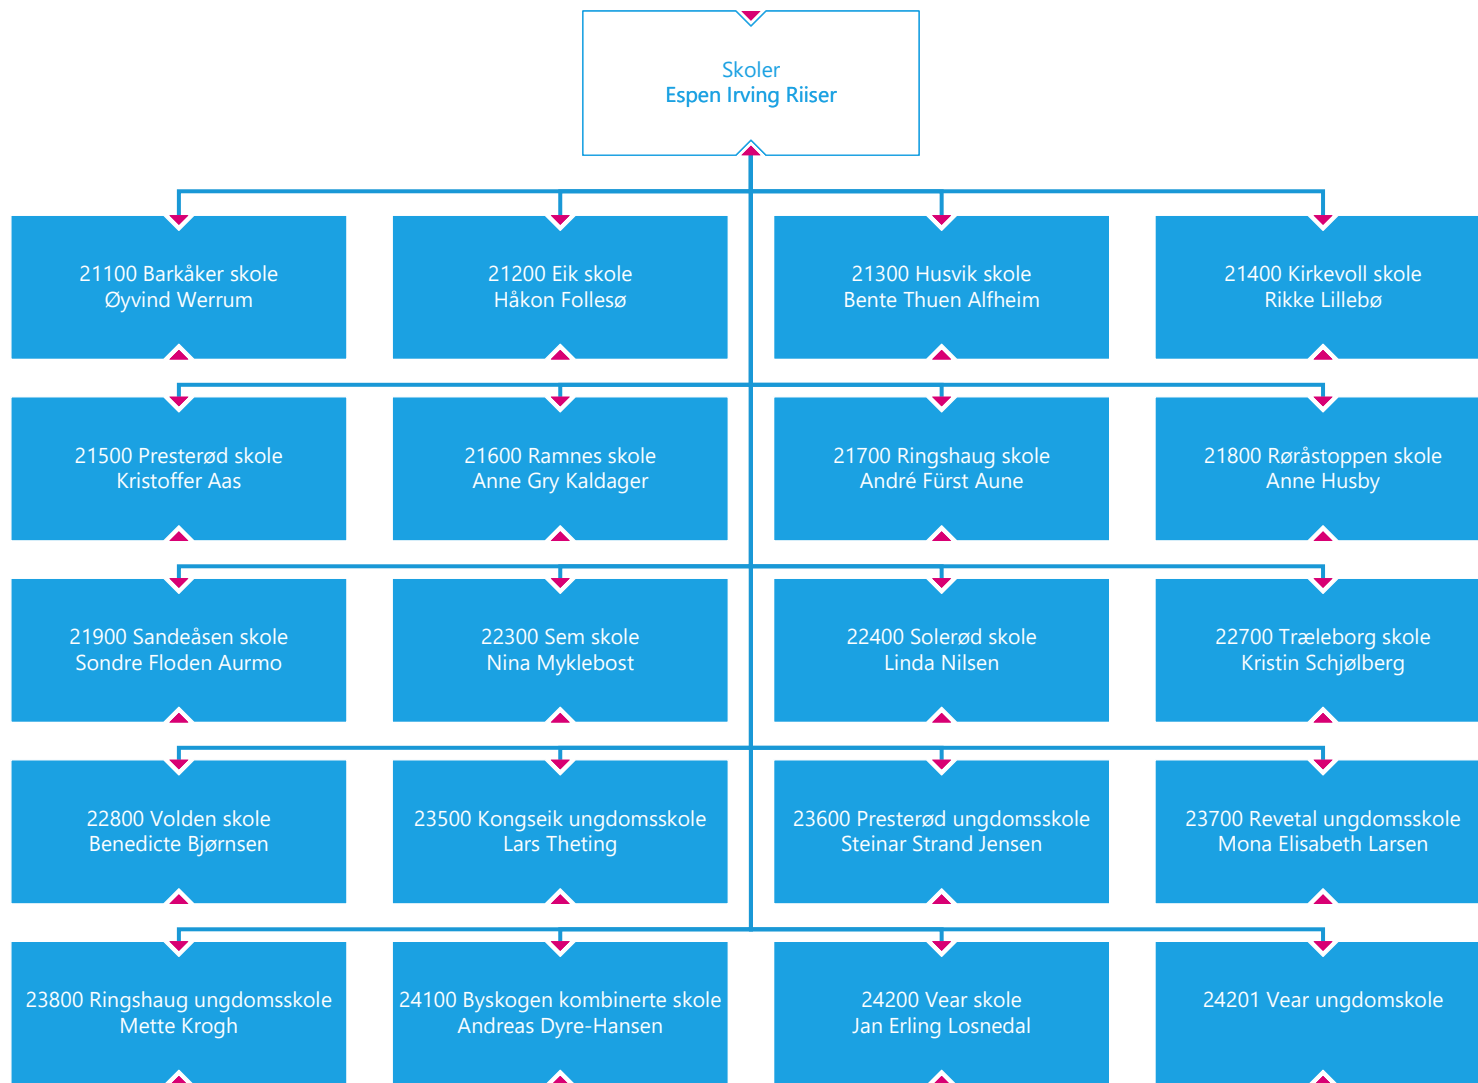 Skoler
Espen Irving Riiser
21100 Barkåker skole
Øyvind Werrum
21200 Eik skole
Håkon Follesø
21300 Husvik skole
Bente Thuen Alfheim
21400 Kirkevoll skole
Rikke Lillebø
21500 Presterød skole
Kristoffer Aas
21600 Ramnes skole
Anne Gry Kaldager
21700 Ringshaug skole
André Fürst Aune
21800 Røråstoppen skole
Anne Husby
21900 Sandeåsen skole
Sondre Floden Aurmo
22300 Sem skole
Nina Myklebost
22400 Solerød skole
Linda Nilsen
22700 Træleborg skole
Kristin Schjølberg
22800 Volden skole
Benedicte Bjørnsen
23500 Kongseik ungdomsskole
Lars Theting
23600 Presterød ungdomsskole
Steinar Strand Jensen
23700 Revetal ungdomsskole
Mona Elisabeth Larsen
23800 Ringshaug ungdomsskole
Mette Krogh
24100 Byskogen kombinerte skole
Andreas Dyre-Hansen
24200 Vear skole
Jan Erling Losnedal
24201 Vear ungdomskole